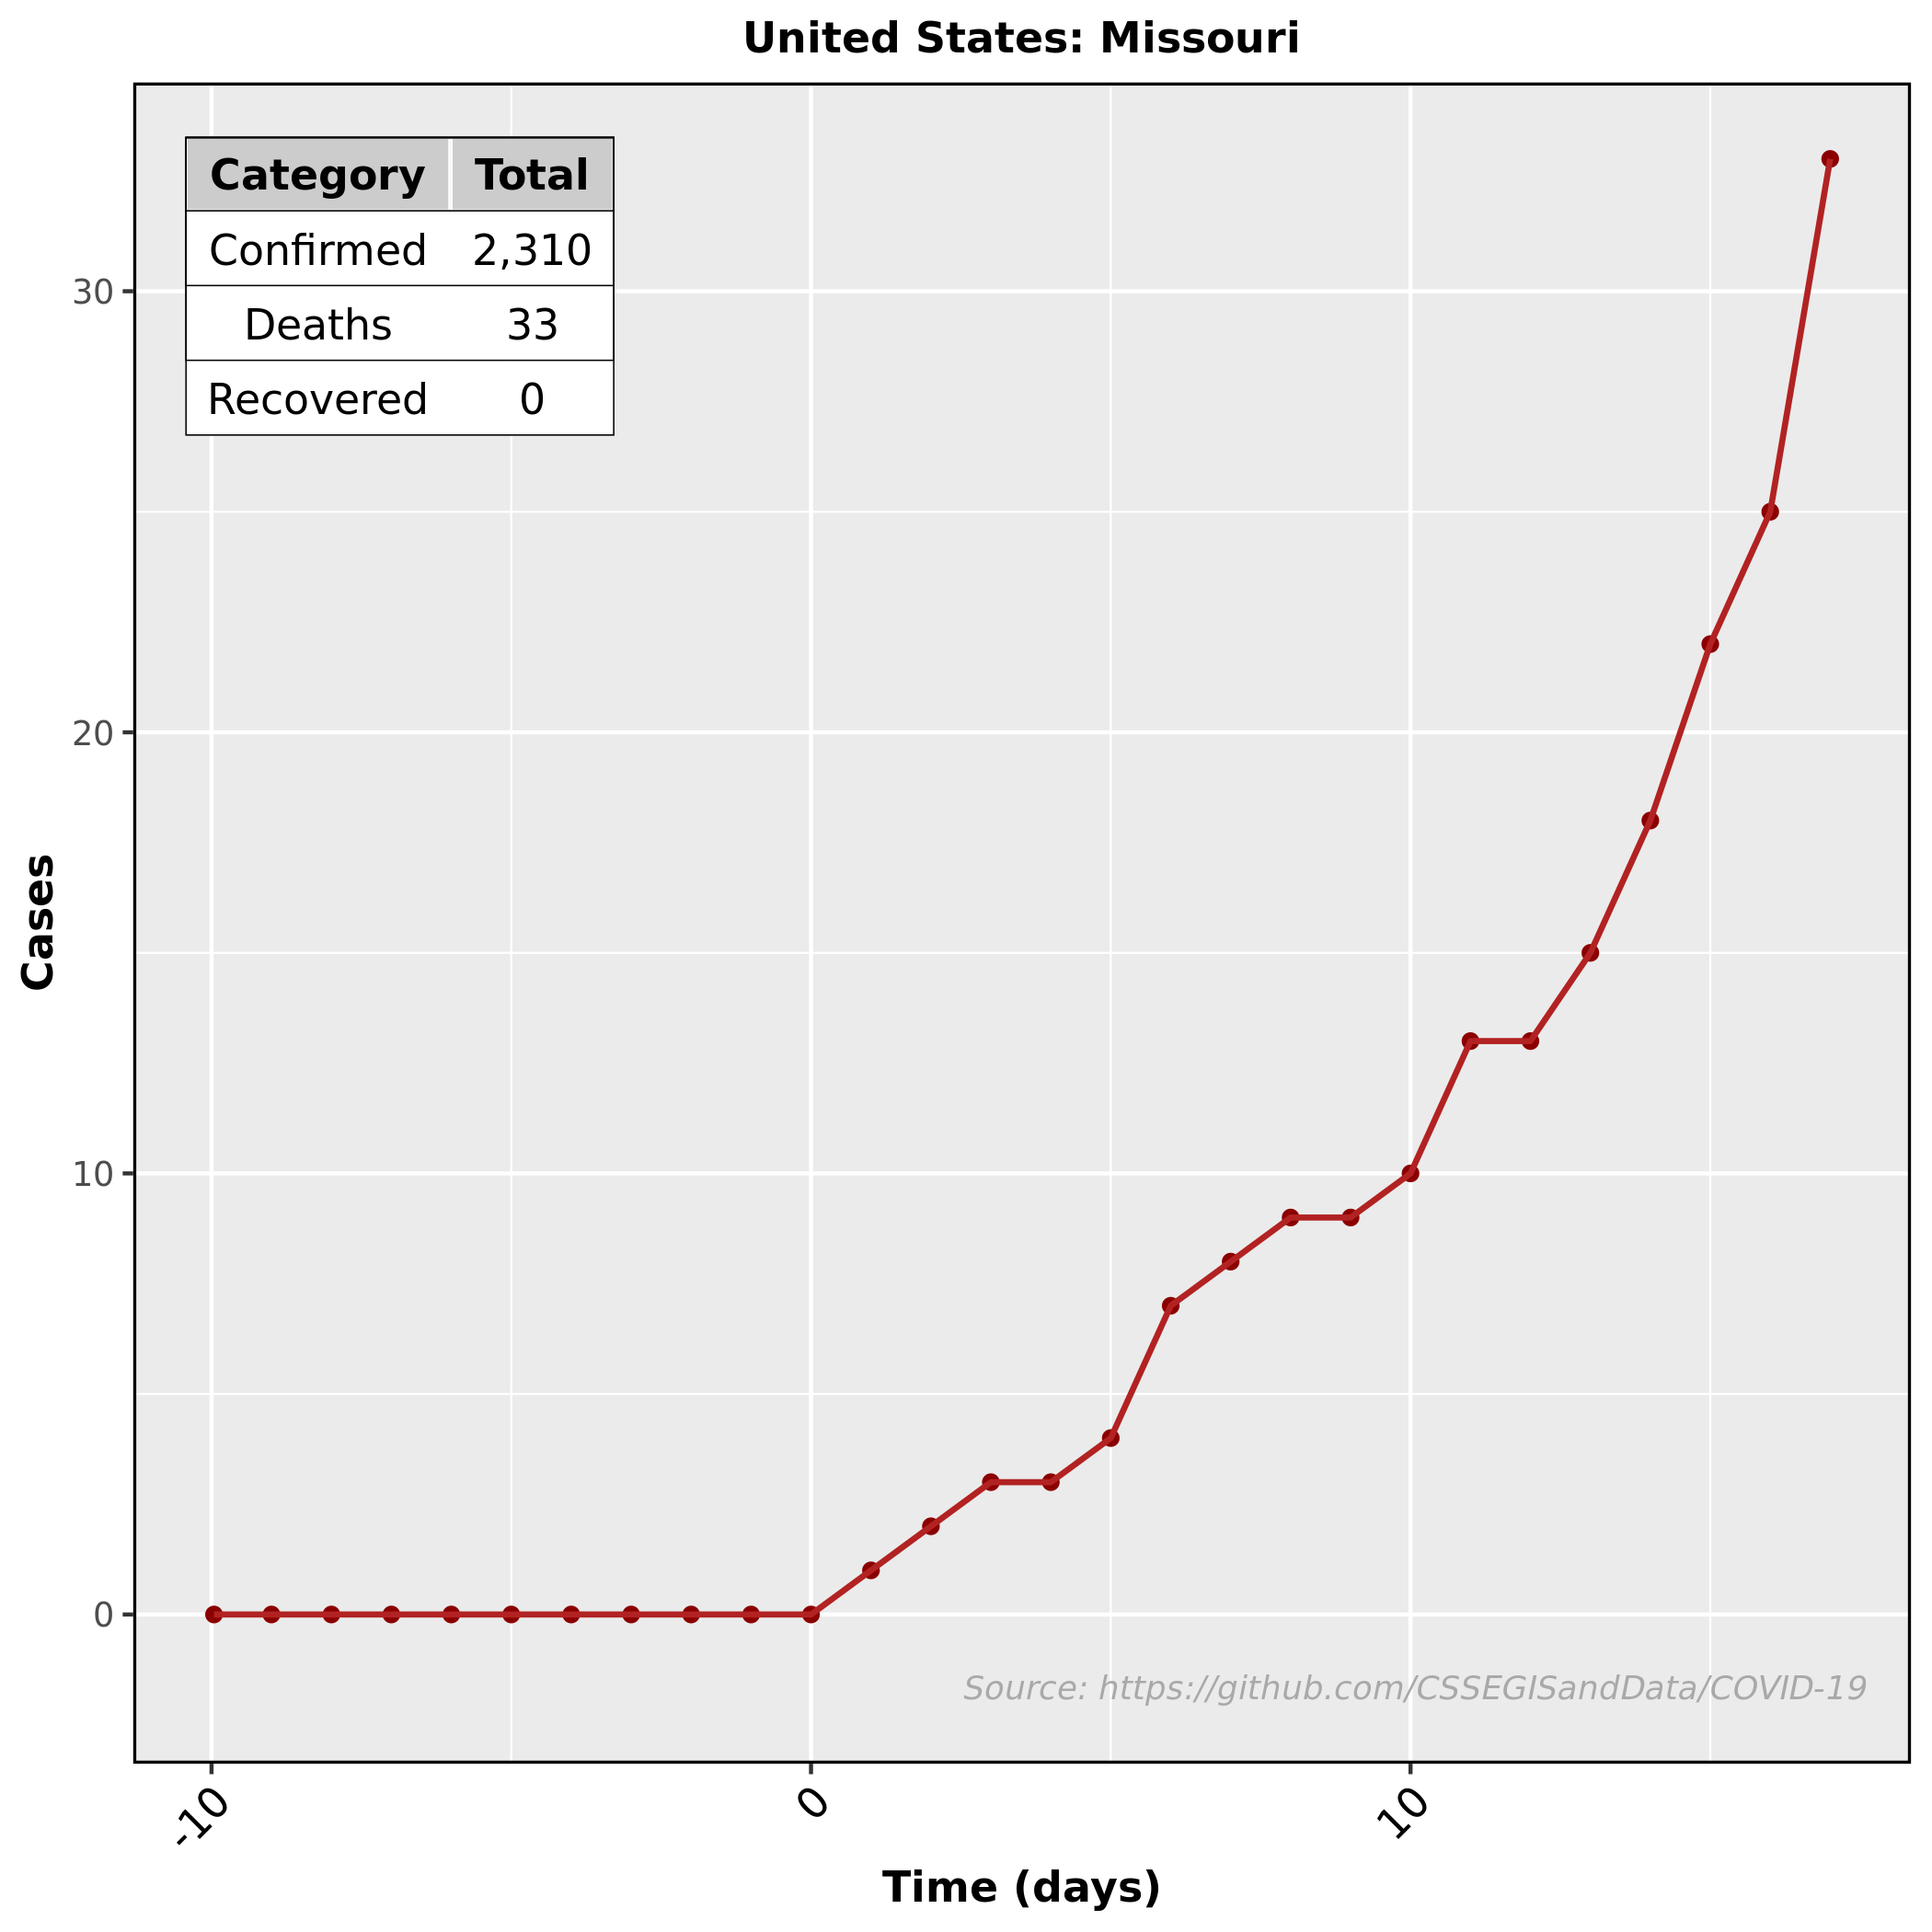 United States: Missouri
Category Total
Confirmed 2,310
Deaths 33
Recovered 0
30
20
10
0
Cases
Source: https://github.com/CSSEGISandData/COVID-19
-10 0 10
Time (days)